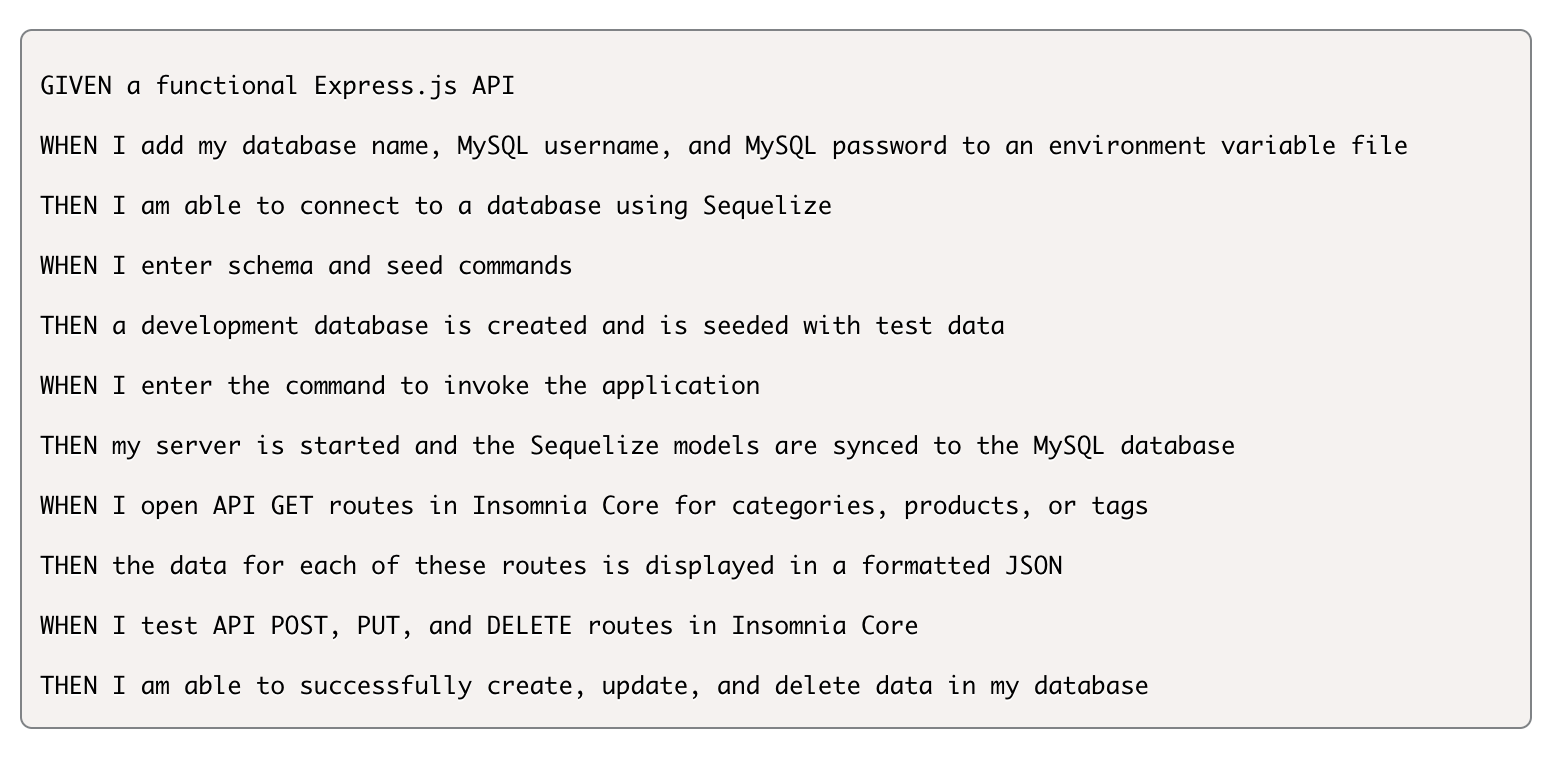 GIVEN a functional Express.js API
WHEN I add my database name, MySQL username, and MySQL password to an environment variable file
THEN I am able to connect to a database using Sequelize
WHEN I enter schema and seed commands
THEN a development database is created and is seeded with test data
WHEN I enter the command to invoke the application
THEN my server is started and the Sequelize models are synced to the MySQL database
WHEN I open API GET routes in Insomnia Core for categories, products, or tags
THEN the data for each of these routes is displayed in a formatted JSON
WHEN I test API POST, PUT, and DELETE routes in Insomnia Core
THEN I am able to successfully create, update, and delete data in my database